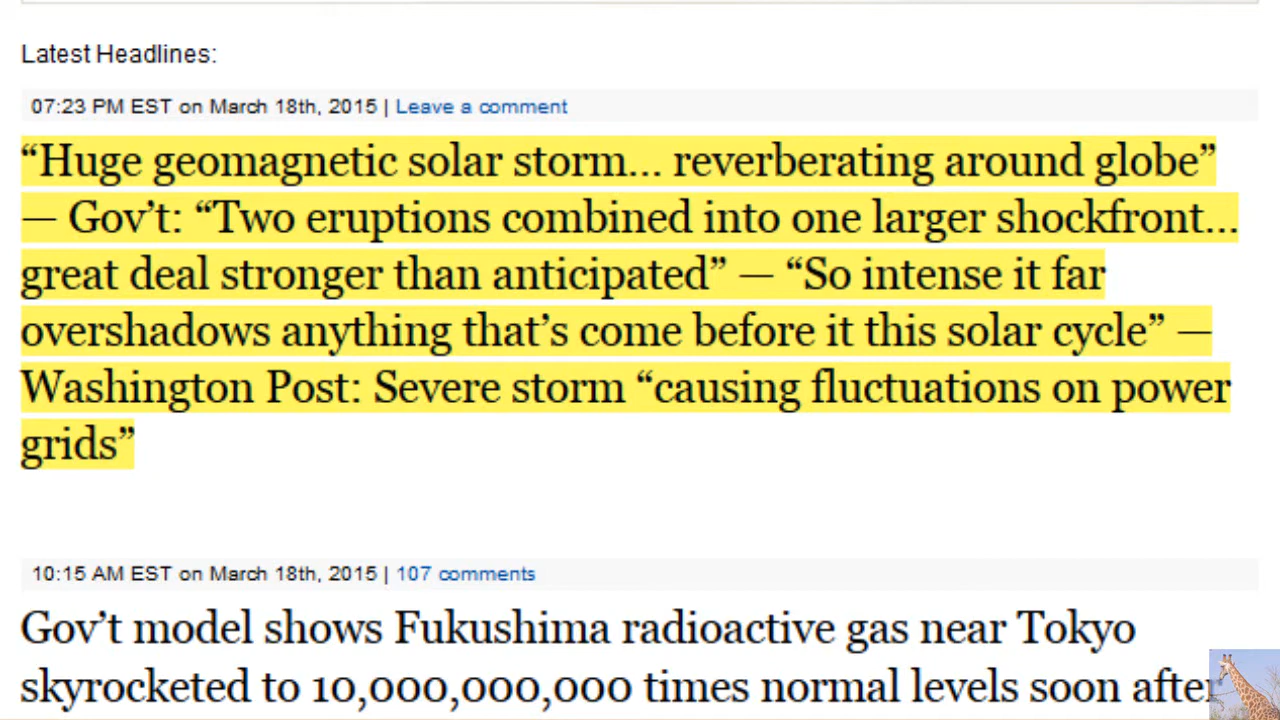 Latest Headlines:
07:23 PM EST on March 18th, 2015 | Leave a comment
“Huge geomagnetic solar storm... reverberating around globe”
— Gov’t: “Two eruptions combined into one larger shockfront...
great deal stronger than anticipated” — “So intense it far
overshadows anything that’s come before it this solar cycle” —
Washington Post: Severe storm “causing fluctuations on power
grids”
10:15 AM EST on March 18th, 2015 | 107 comments
Gov’t model shows Fukushima radioactive gas near Tokyo
skyrocketed to 10,000,000,000 times normal levels soon after